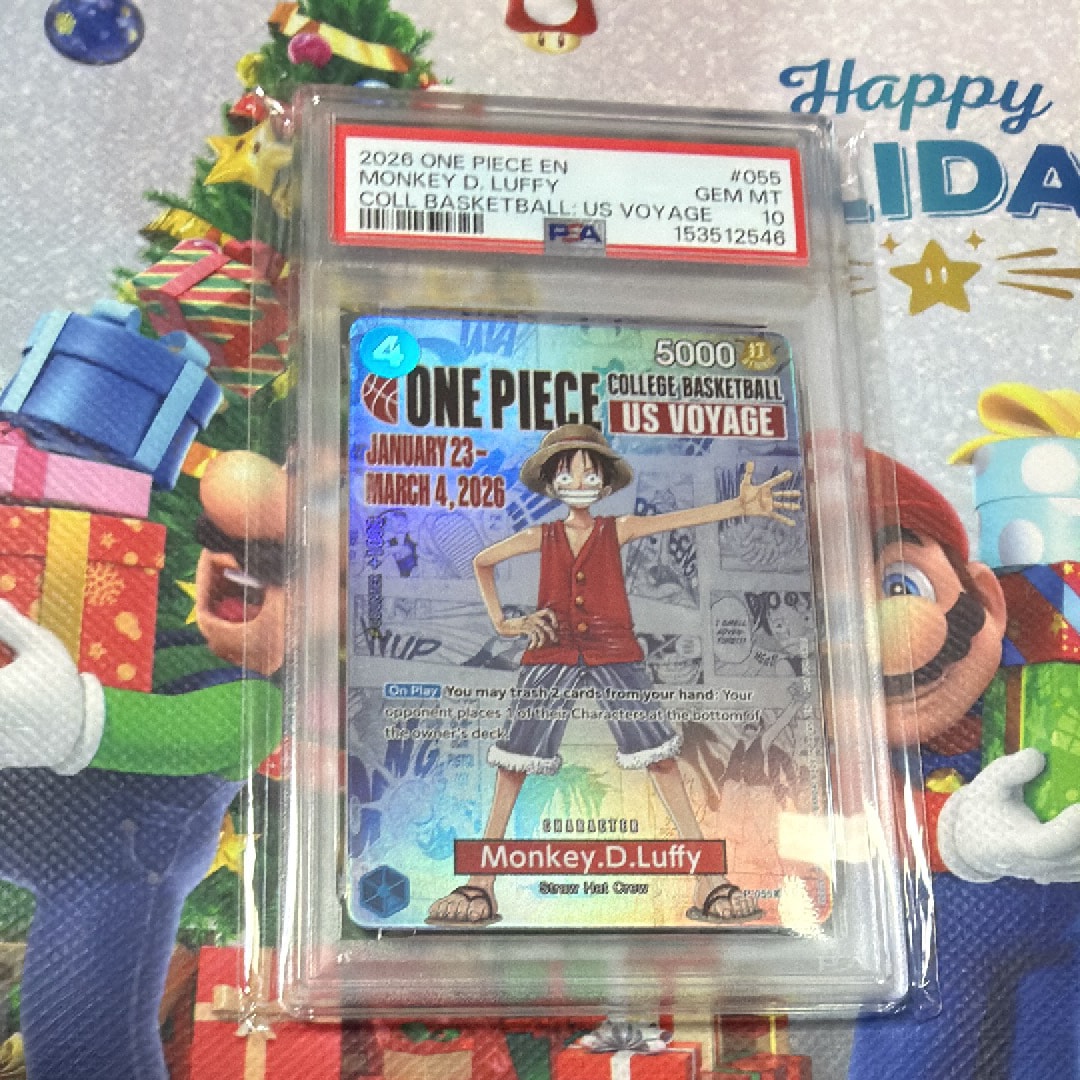 Happy
LIDA
2026 ONE PIECE EN
#055
MONKEY D. LUFFY
GEM MT
COLL BASKETBALL: US VOYAGE
10
PSA
153512546
4
5000
ONE PIECE
COLLEGE BASKETBALL
US VOYAGE
JANUARY 23-
MARCH 4, 2026
On Play You may trash 2 cards from your hand: Your
opponent places 1 of their Characters at the bottom of
the owner's deck.
CHARACTER
Monkey.D.Luffy
Straw Hat Crew
P-055